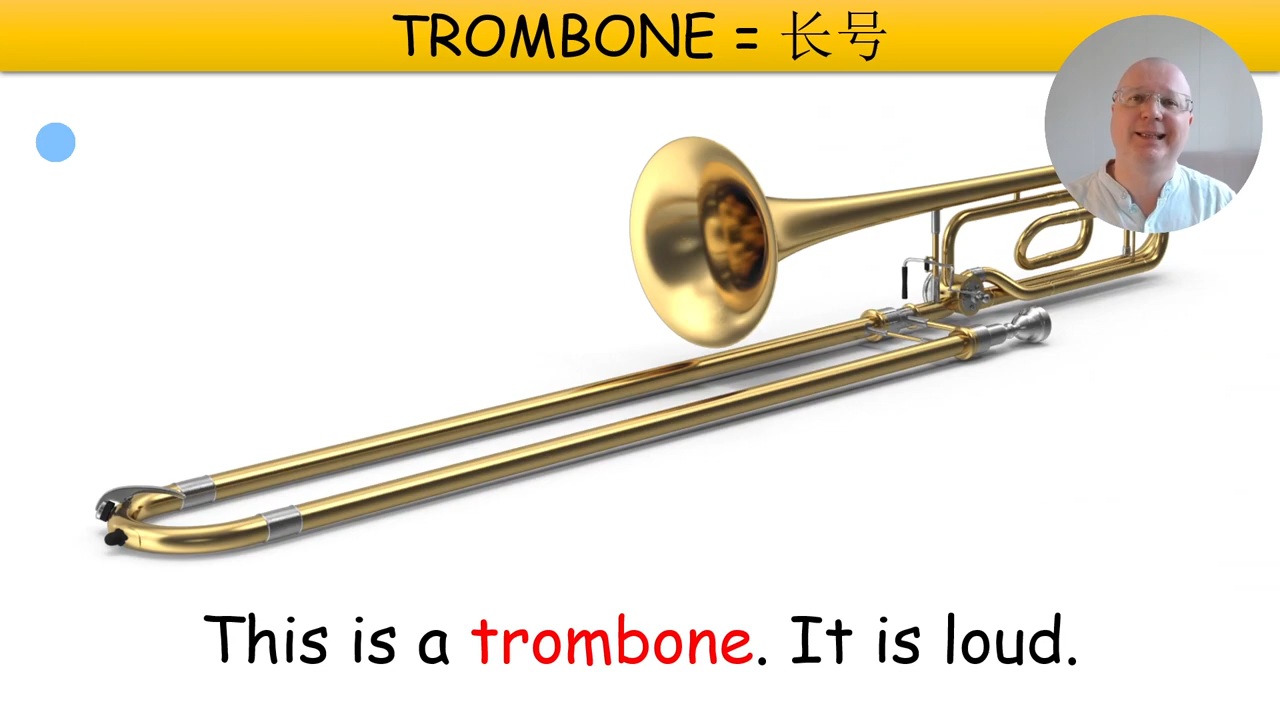 TROMBONE = 长号
This is a trombone. It is loud.